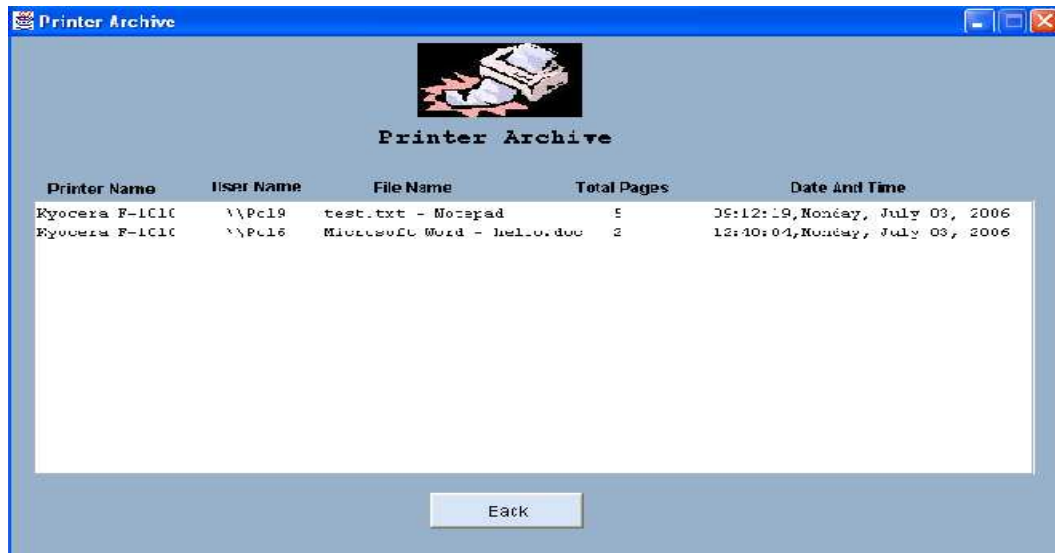 Printer Archive
Printer Archive
Printer Name User Name File Name Total Pages Date And Time
Kyocera F-1010 \\Pc19 test.txt - Notepad 5 09:12:19,Monday, July 03, 2006
Kyocera F-1010 \\Pc16 Microsoft Word - hello.doc 2 12:40:04,Monday, July 03, 2006
Back